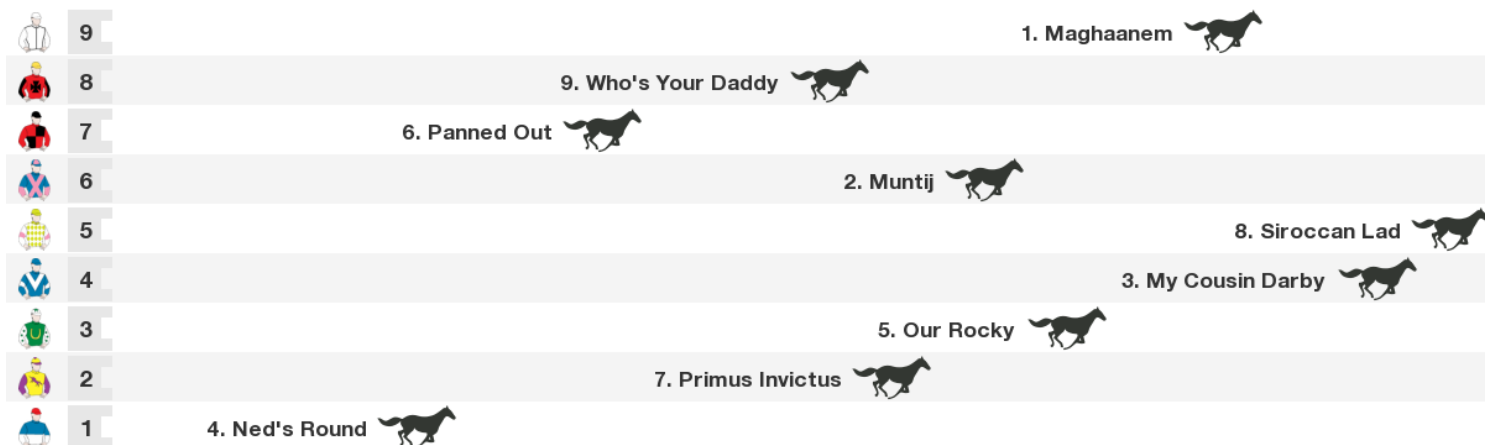 9 1. Maghaanem
8 9. Who's Your Daddy
7 6. Panned Out
6 2. Muntij
5 8. Siroccan Lad
4 3. My Cousin Darby
3 5. Our Rocky
2 7. Primus Invictus
1 4. Ned's Round